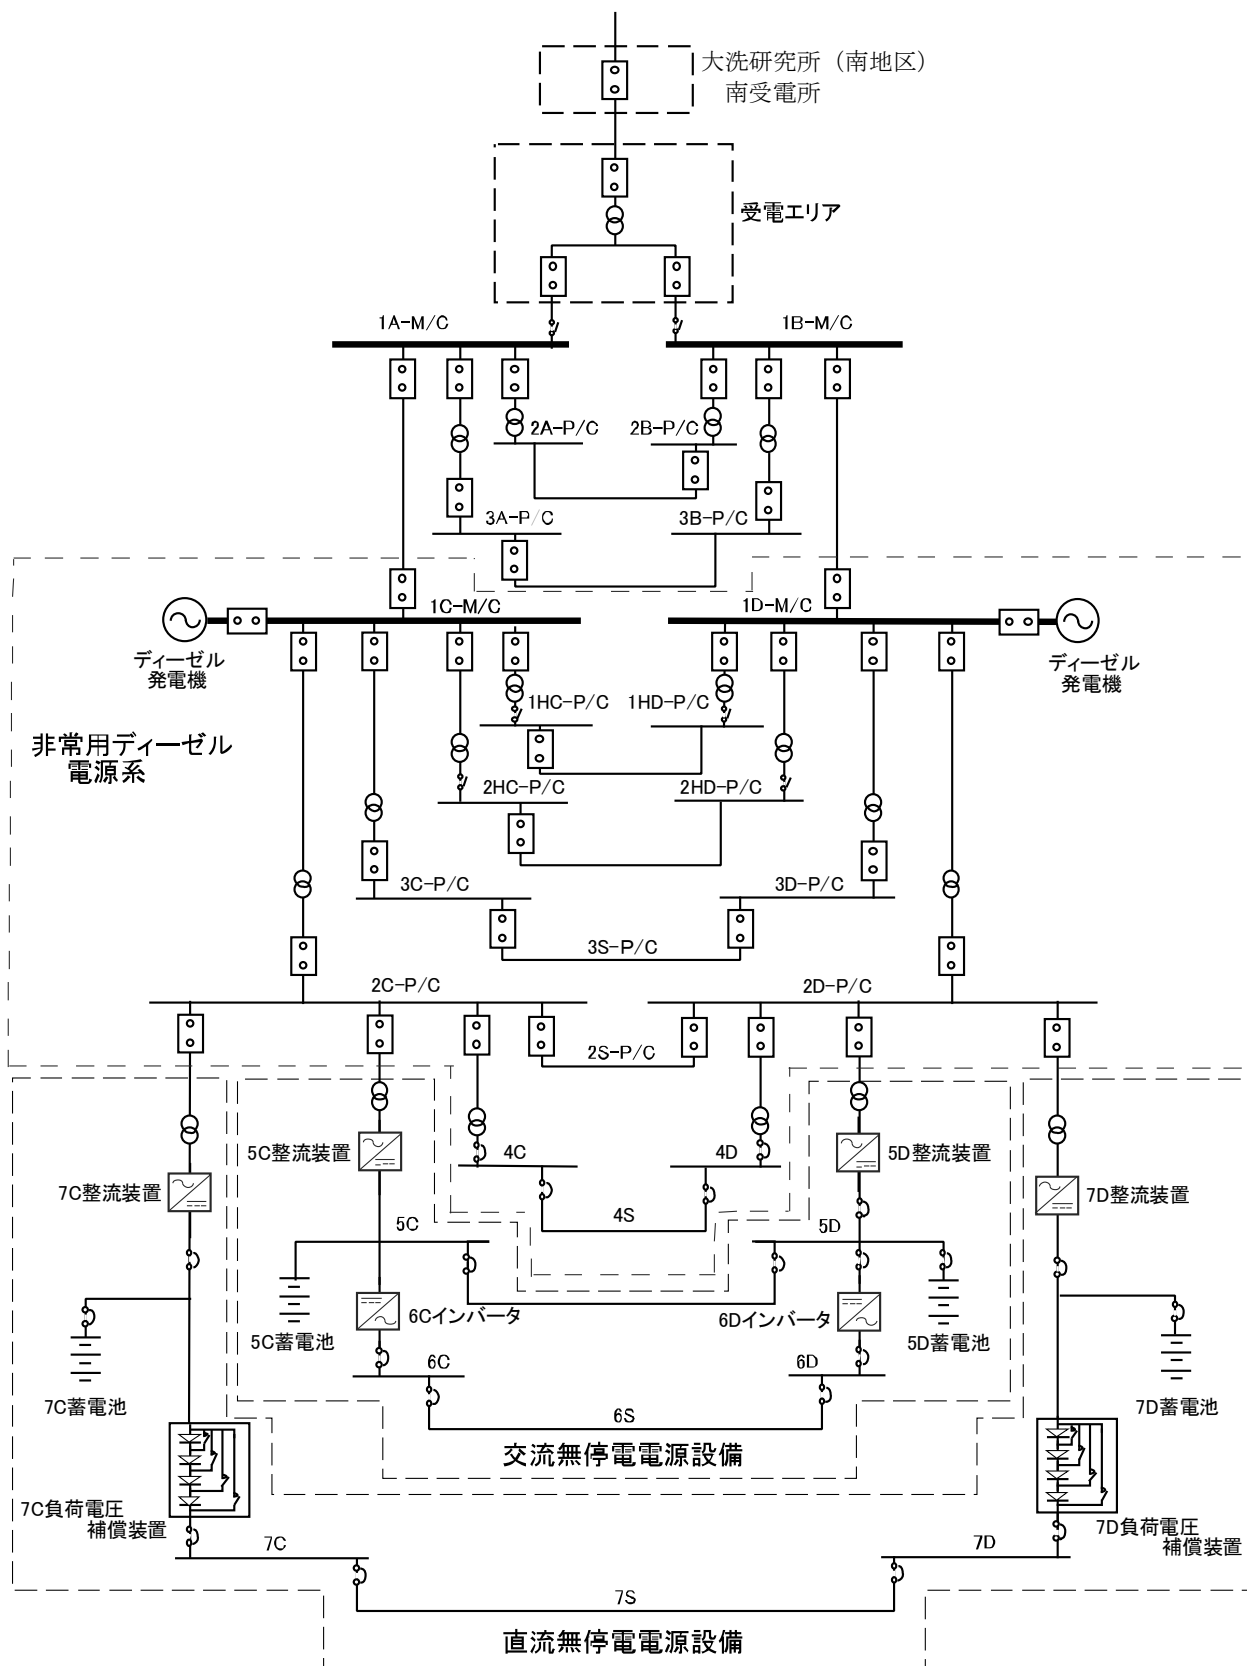 大洗研究所（南地区）
南受電所
受電エリア
1A-M/C
1B-M/C
2A-P/C
2B-P/C
3A-P/C
3B-P/C
1C-M/C
1D-M/C
ディーゼル
発電機
ディーゼル
発電機
1HC-P/C
1HD-P/C
非常用ディーゼル
電源系
2HC-P/C
2HD-P/C
3C-P/C
3D-P/C
3S-P/C
2C-P/C
2D-P/C
2S-P/C
5C整流装置
4C
4D
5D整流装置
7C整流装置
7D整流装置
4S
5C
5D
6Cインバータ
6Dインバータ
5C蓄電池
5D蓄電池
6C
6D
7C蓄電池
7D蓄電池
6S
交流無停電電源設備
7C負荷電圧
補償装置
7D負荷電圧
補償装置
7C
7D
7S
直流無停電電源設備